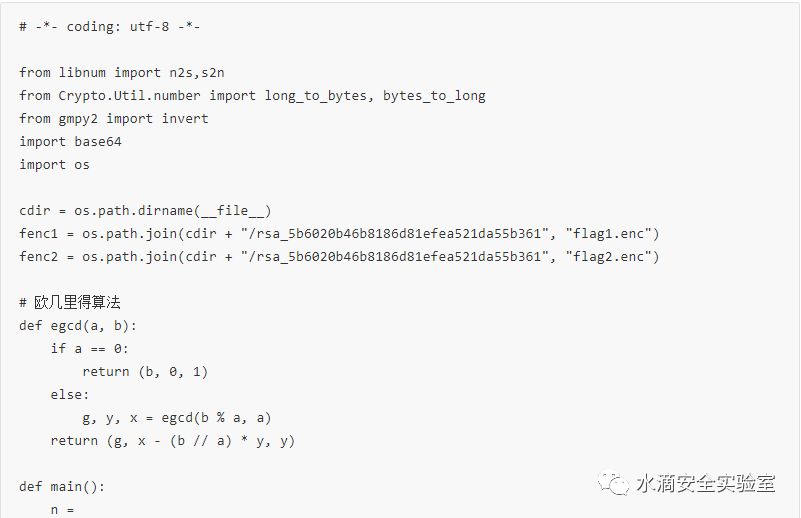 # -*- coding: utf-8 -*-
from libnum import n2s,s2n
from Crypto.Util.number import long_to_bytes, bytes_to_long
from gmpy2 import invert
import base64
import os
cdir = os.path.dirname(__file__)
fenc1 = os.path.join(cdir + "/rsa_5b6020b46b8186d81efea521da55b361", "flag1.enc")
fenc2 = os.path.join(cdir + "/rsa_5b6020b46b8186d81efea521da55b361", "flag2.enc")
# 欧几里得算法
def egcd(a, b):
    if a == 0:
        return (b, 0, 1)
    else:
        g, y, x = egcd(b % a, a)
    return (g, x - (b // a) * y, y)
def main():
    n =
水滴安全实验室